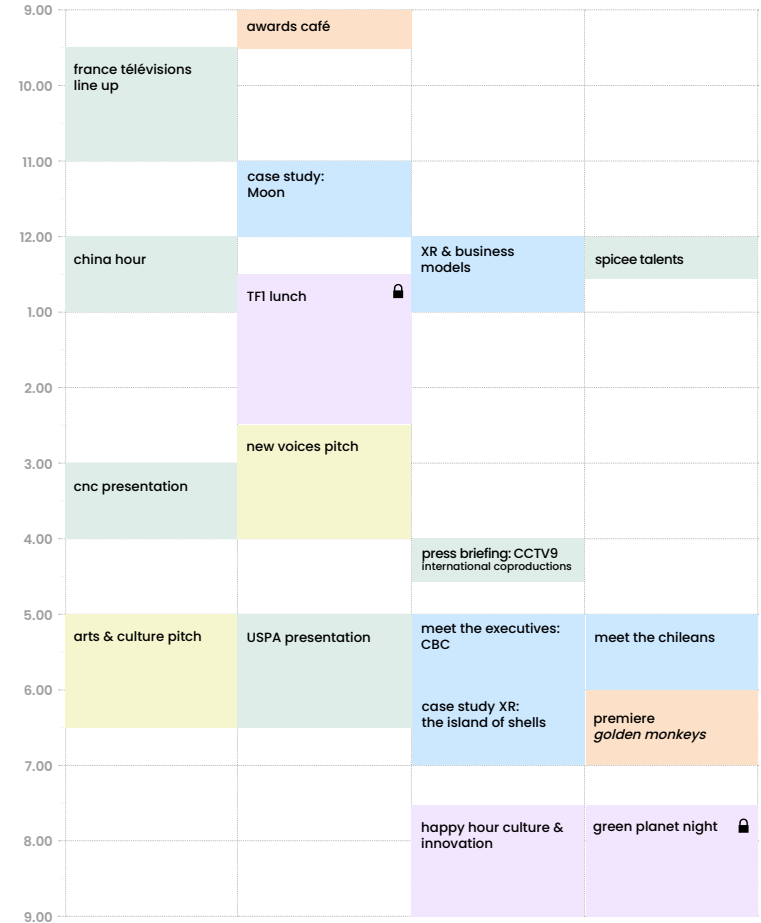 9.00
awards café
france télévisions
line up
10.00
11.00
case study:
Moon
12.00
china hour
XR & business
models
spicee talents
TF1 lunch
1.00
2.00
new voices pitch
3.00
cnc presentation
4.00
press briefing: CCTV9
international coproductions
5.00
arts & culture pitch
USPA presentation
meet the executives:
CBC
meet the chileans
6.00
case study XR:
the island of shells
premiere
golden monkeys
7.00
happy hour culture &
innovation
green planet night
8.00
9.00